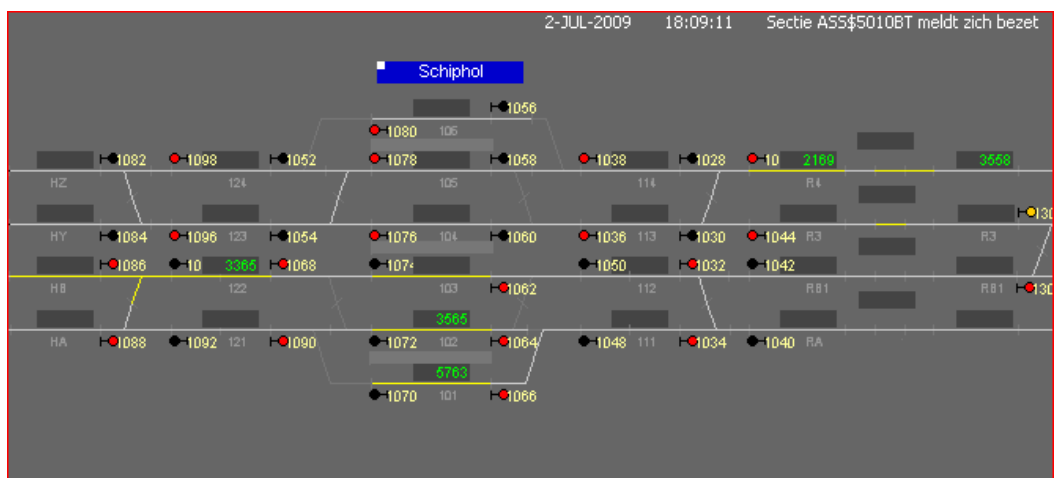 2-JUL-2009 18:09:11 Sectie ASS$5010BT meldt zich bezet
Schiphol
1056
1080 106
1082 1098 1052 1078 1058 1038 1028 10 2169 3558
HZ 124 105 114 R4
130
HY 1084 1096 123 1054 1076 104 1060 1036 113 1030 1044 R3 R3
1086 10 3365 1068 1074 1050 1032 1042
HB 122 103 1062 112 RB1 RB1 130
3565
HA 1088 1092 121 1090 1072 102 1064 1048 111 1034 1040 RA
5763
1070 101 1066